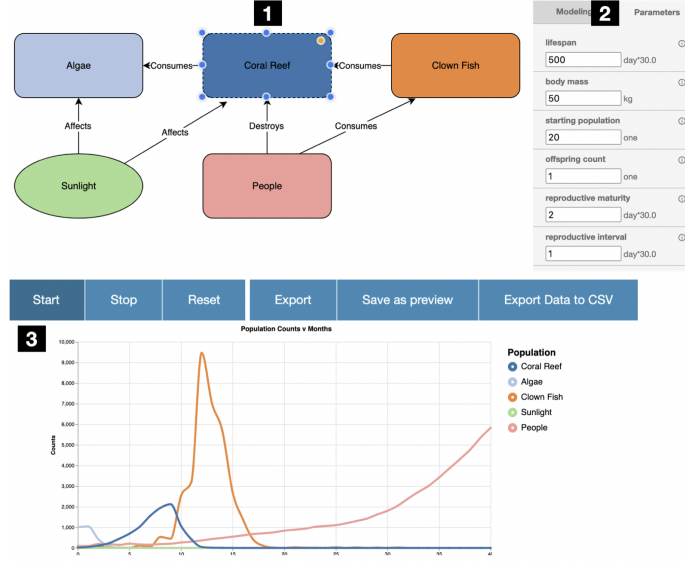 1
Modeling 2 Parameters
Algae
Consumes
Coral Reef
Consumes
Clown Fish
Affects
Affects
Destroys
Consumes
Sunlight
People
lifespan
500 day*30.0
body mass
50 kg
starting population
20 one
offspring count
1 one
reproductive maturity
2 day*30.0
reproductive interval
1 day*30.0
Start Stop Reset Export Save as preview Export Data to CSV
3
Population Counts v Months
10,000
9,000
8,000
7,000
6,000
5,000
4,000
3,000
2,000
1,000
0
Counts
0 5 10 15 20 25 30 35 40
Population
Coral Reef
Algae
Clown Fish
Sunlight
People